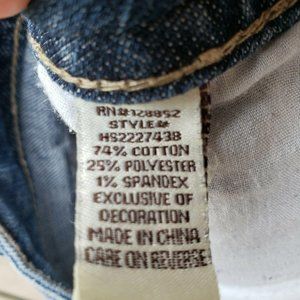 RN#128852
STYLE#
HS2227438
74% COTTON
25% POLYESTER
1% SPANDEX
EXCLUSIVE OF
DECORATION
MADE IN CHINA
CARE ON REVERSE